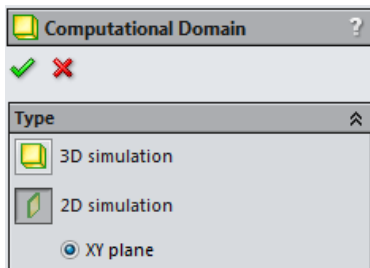 Computational Domain ?
Type
3D simulation
2D simulation
XY plane